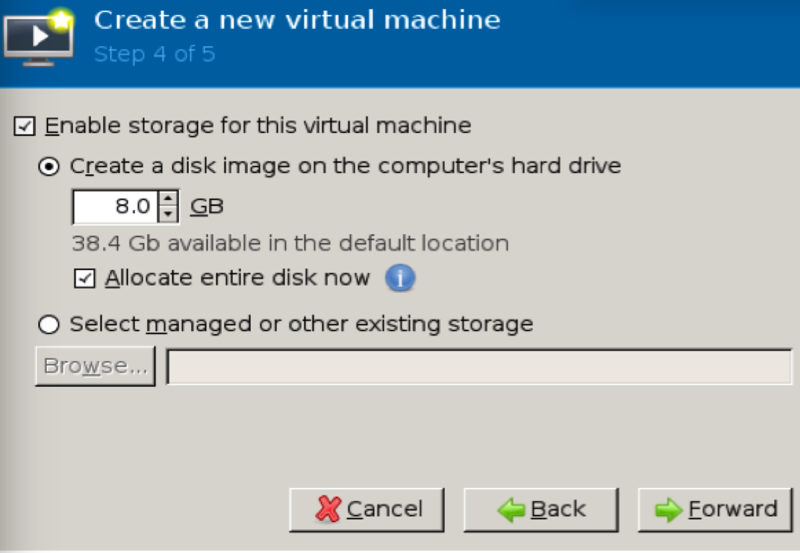 Create a new virtual machine
Step 4 of 5
Enable storage for this virtual machine
Create a disk image on the computer's hard drive
8.0 GB
38.4 Gb available in the default location
Allocate entire disk now
Select managed or other existing storage
Browse...
Cancel Back Forward